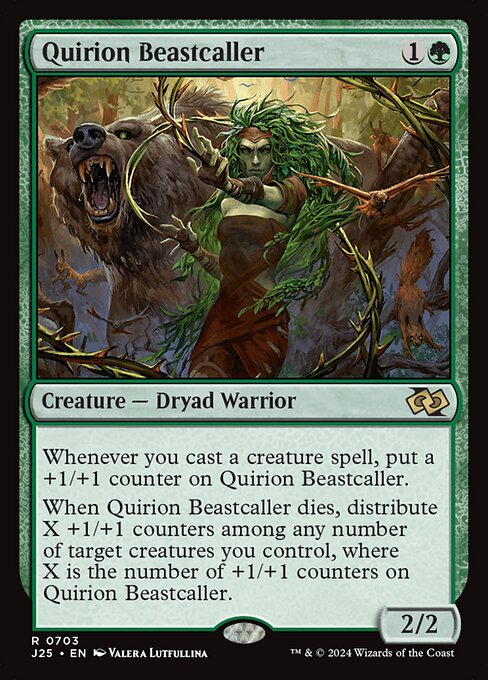 Quirion Beastcaller 1
Creature — Dryad Warrior
Whenever you cast a creature spell, put a
+1/+1 counter on Quirion Beastcaller.
When Quirion Beastcaller dies, distribute
X +1/+1 counters among any number
of target creatures you control, where
X is the number of +1/+1 counters on
Quirion Beastcaller.
2/2
R 0703
J25 • EN Valera Lutfullina
™ & © 2024 Wizards of the Coast